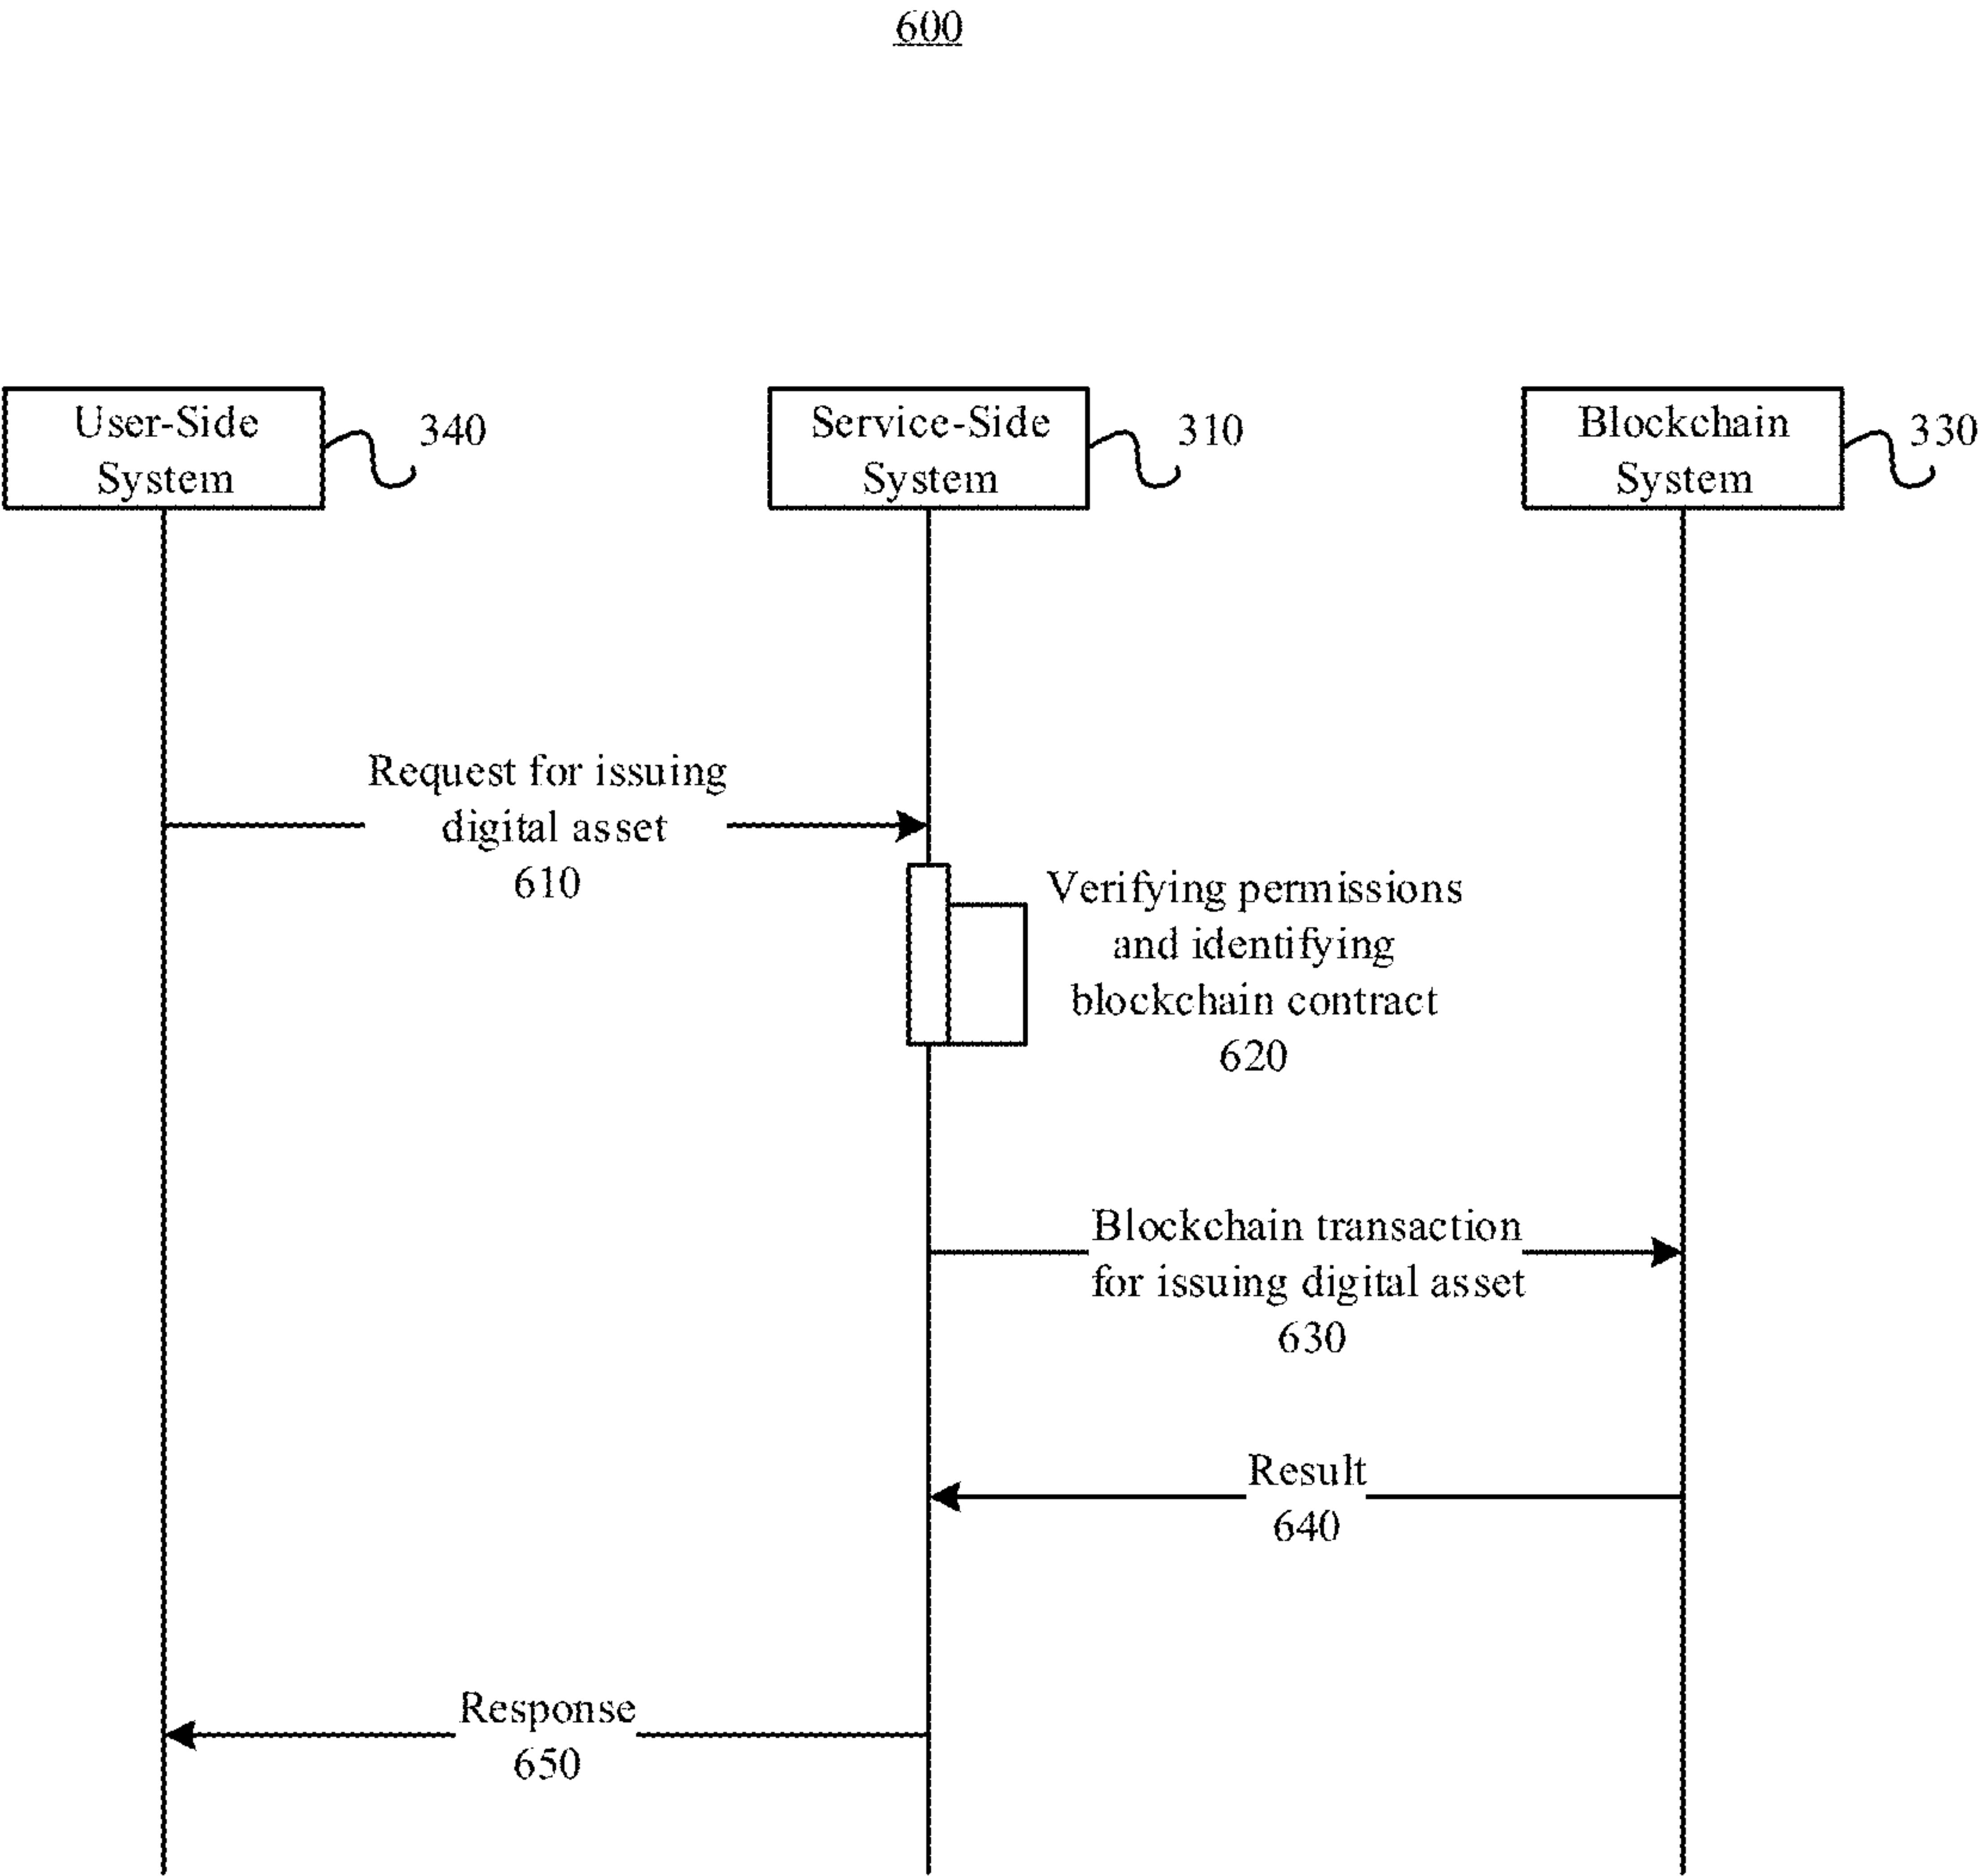 600
User-Side
System
340
Service-Side
System
310
Blockchain
System
330
Request for issuing
digital asset
610
Verifying permissions
and identifying
blockchain contract
620
Blockchain transaction
for issuing digital asset
630
Result
640
Response
650